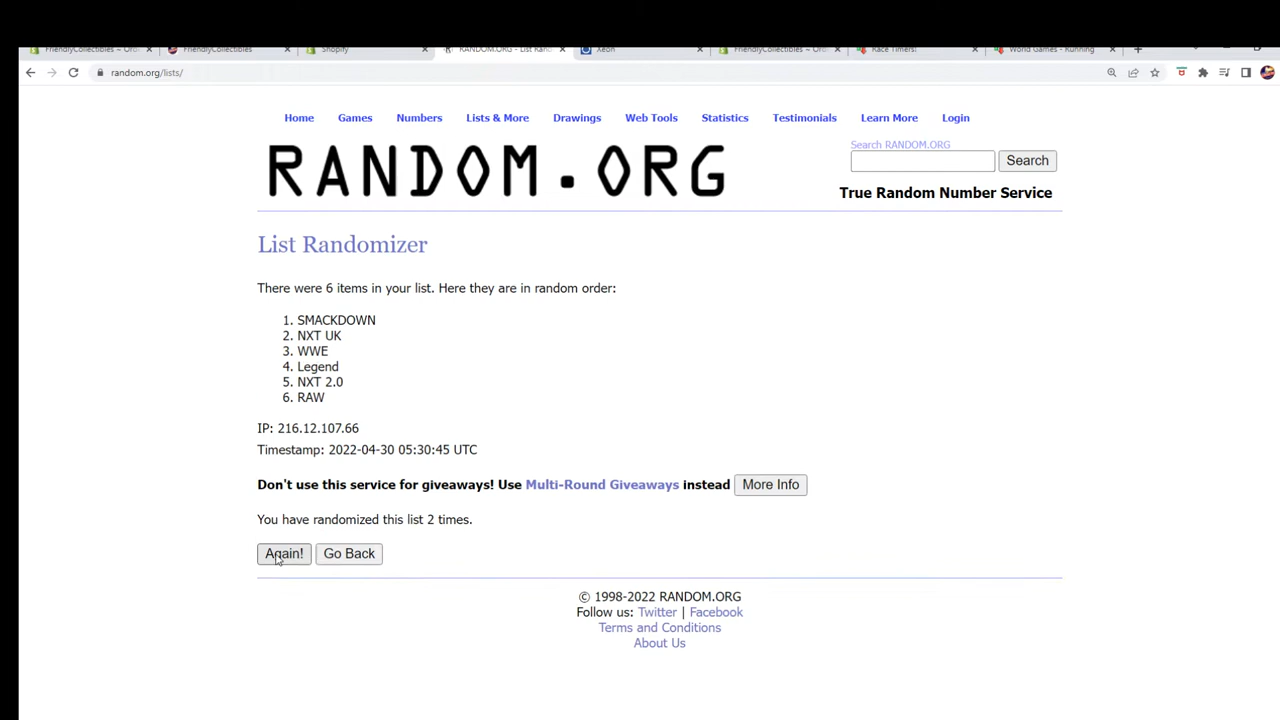 FriendlyCollectibles ~ Ord
FriendlyCollectibles
Shopify
RANDOM.ORG - List Rand
Xeon
FriendlyCollectibles ~ Ord
Race Timers!
World Games - Running
random.org/lists/
Home Games Numbers Lists & More Drawings Web Tools Statistics Testimonials Learn More Login
RANDOM.ORG
Search RANDOM.ORG
Search
True Random Number Service
List Randomizer
There were 6 items in your list. Here they are in random order:
1. SMACKDOWN
2. NXT UK
3. WWE
4. Legend
5. NXT 2.0
6. RAW
IP: 216.12.107.66
Timestamp: 2022-04-30 05:30:45 UTC
Don't use this service for giveaways! Use Multi-Round Giveaways instead More Info
You have randomized this list 2 times.
Again! Go Back
© 1998-2022 RANDOM.ORG
Follow us: Twitter | Facebook
Terms and Conditions
About Us